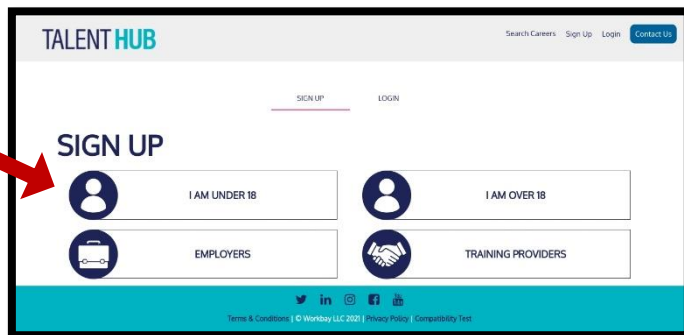 TALENT HUB
Search Careers Sign Up Login Contact Us
SIGN UP LOGIN
SIGN UP
I AM UNDER 18 I AM OVER 18
EMPLOYERS TRAINING PROVIDERS
Terms & Conditions | © Workbay LLC 2021 | Privacy Policy | Compatibility Test